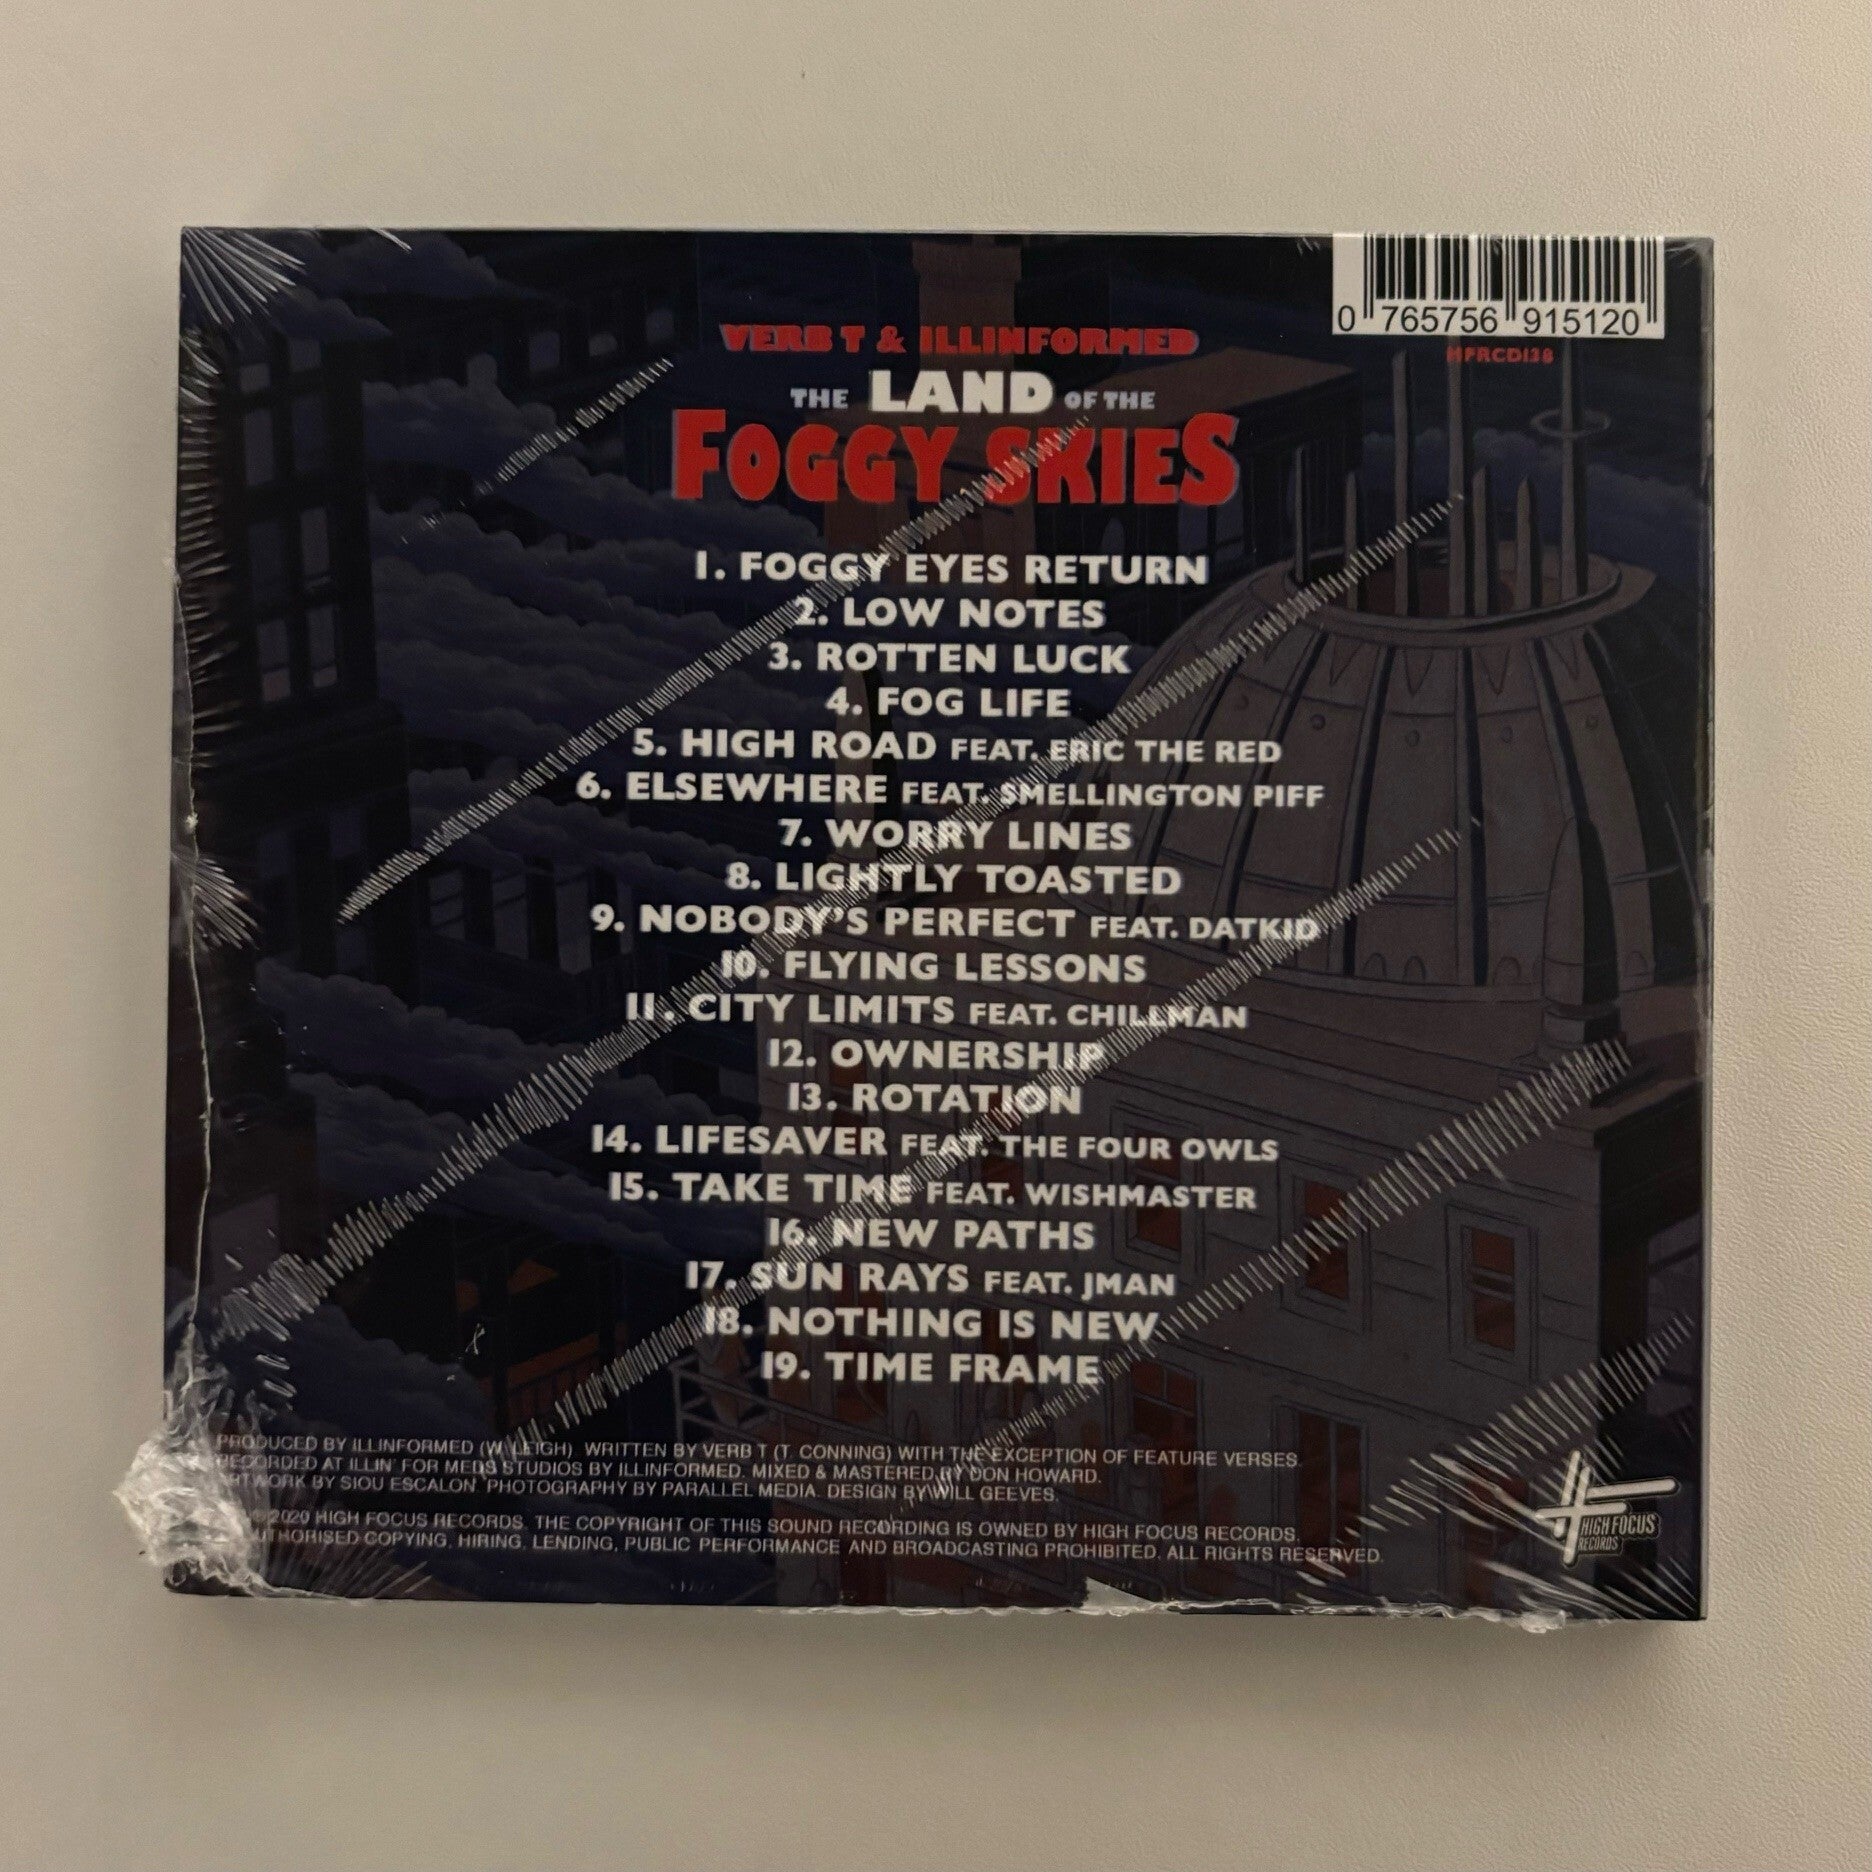 0 765756 915120
HFRCD138
VERB T & ILLINFORMED
THE LAND OF THE
FOGGY SKIES
1. FOGGY EYES RETURN
2. LOW NOTES
3. ROTTEN LUCK
4. FOG LIFE
5. HIGH ROAD FEAT. ERIC THE RED
6. ELSEWHERE FEAT. SMELLINGTON PIFF
7. WORRY LINES
8. LIGHTLY TOASTED
9. NOBODY'S PERFECT FEAT. DATKID
10. FLYING LESSONS
11. CITY LIMITS FEAT. CHILLMAN
12. OWNERSHIP
13. ROTATION
14. LIFESAVER FEAT. THE FOUR OWLS
15. TAKE TIME FEAT. WISHMASTER
16. NEW PATHS
17. SUN RAYS FEAT. JMAN
18. NOTHING IS NEW
19. TIME FRAME
PRODUCED BY ILLINFORMED (W. LEIGH). WRITTEN BY VERB T (T. CONNING) WITH THE EXCEPTION OF FEATURE VERSES.
RECORDED AT ILLIN' FOR MEDS STUDIOS BY ILLINFORMED. MIXED & MASTERED BY DON HOWARD.
ARTWORK BY SIOU ESCALON. PHOTOGRAPHY BY PARALLEL MEDIA. DESIGN BY WILL GEEVES.
2020 HIGH FOCUS RECORDS. THE COPYRIGHT OF THIS SOUND RECORDING IS OWNED BY HIGH FOCUS RECORDS.
COPYING, HIRING, LENDING, PUBLIC PERFORMANCE AND BROADCASTING PROHIBITED. ALL RIGHTS RESERVED.
HIGH FOCUS
RECORDS